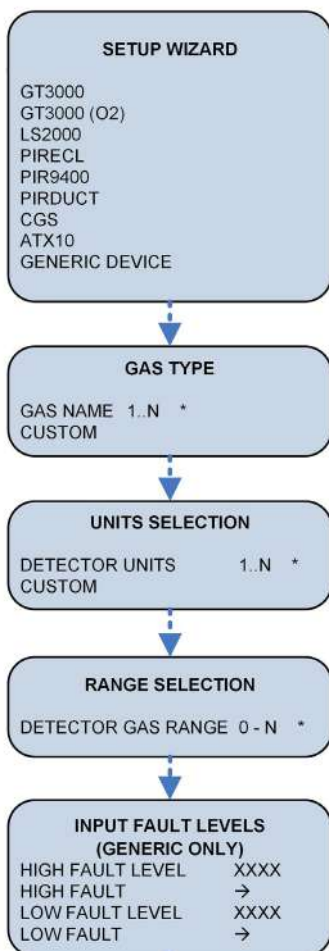 SETUP WIZARD
GT3000
GT3000 (O2)
LS2000
PIRECL
PIR9400
PIRDUCT
CGS
ATX10
GENERIC DEVICE
GAS TYPE
GAS NAME 1..N *
CUSTOM
UNITS SELECTION
DETECTOR UNITS 1..N *
CUSTOM
RANGE SELECTION
DETECTOR GAS RANGE 0 - N *
INPUT FAULT LEVELS
(GENERIC ONLY)
HIGH FAULT LEVEL XXXX
HIGH FAULT →
LOW FAULT LEVEL XXXX
LOW FAULT →